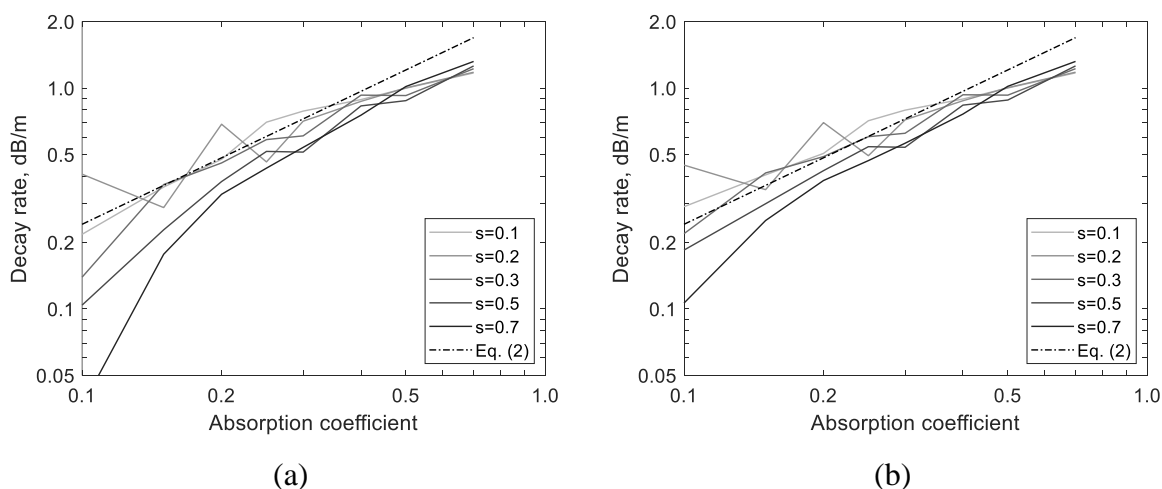 2.0
1.0
0.5
0.2
0.1
0.05
Decay rate, dB/m
0.1 0.2 0.5 1.0
Absorption coefficient
s=0.1
s=0.2
s=0.3
s=0.5
s=0.7
Eq. (2)
(a)
2.0
1.0
0.5
0.2
0.1
0.05
Decay rate, dB/m
0.1 0.2 0.5 1.0
Absorption coefficient
s=0.1
s=0.2
s=0.3
s=0.5
s=0.7
Eq. (2)
(b)